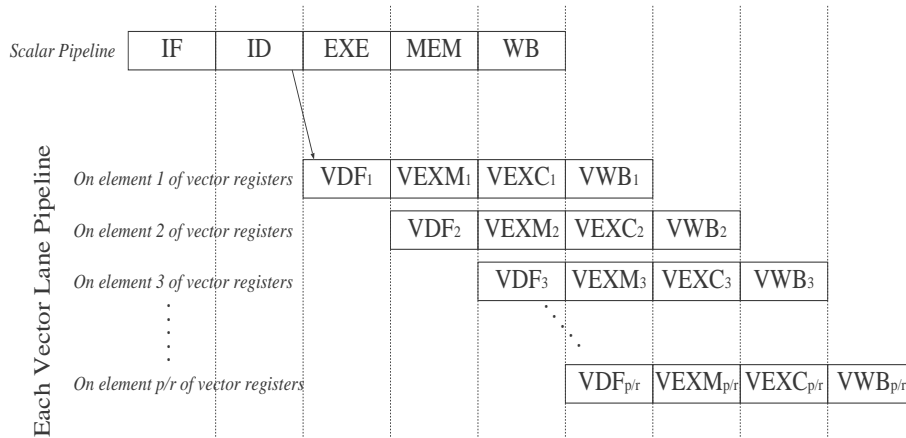 Scalar Pipeline IF ID EXE MEM WB
Each Vector Lane Pipeline
On element 1 of vector registers VDF1 VEXM1 VEXC1 VWB1
On element 2 of vector registers VDF2 VEXM2 VEXC2 VWB2
On element 3 of vector registers VDF3 VEXM3 VEXC3 VWB3
On element p/r of vector registers VDFp/r VEXMp/r VEXCp/r VWBp/r